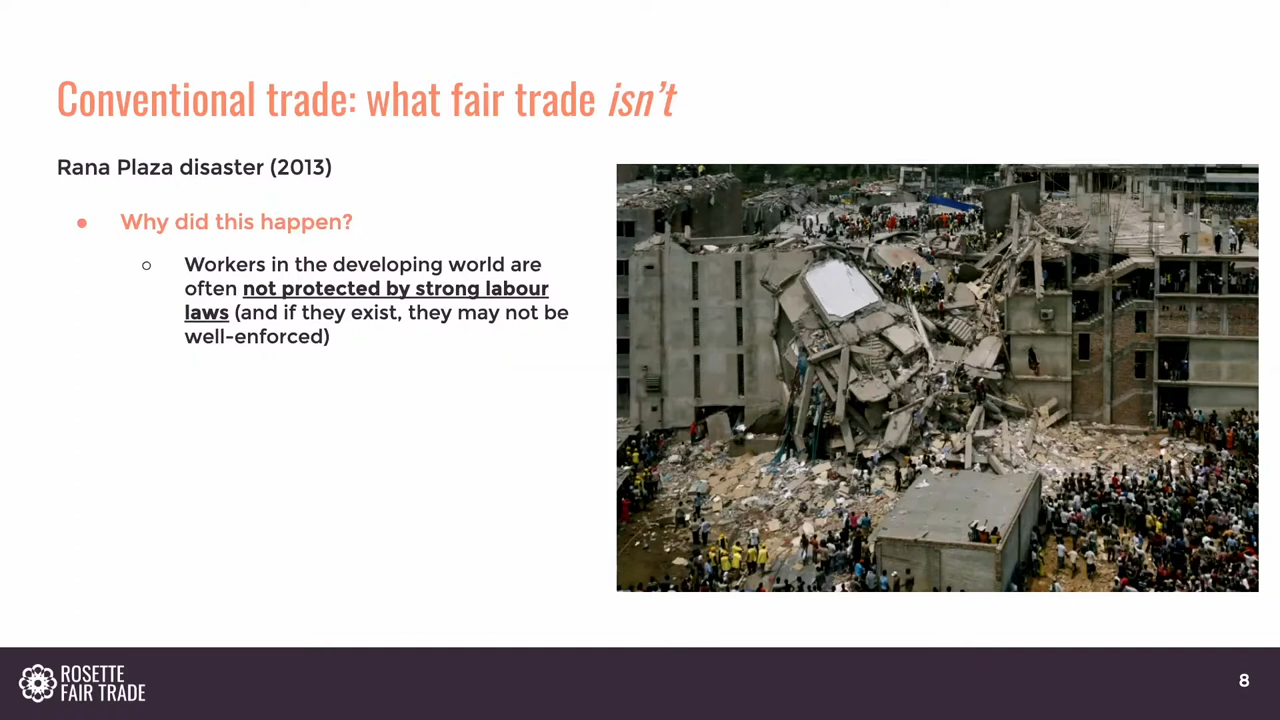 Conventional trade: what fair trade isn't
Rana Plaza disaster (2013)
● Why did this happen?
○ Workers in the developing world are
often not protected by strong labour
laws (and if they exist, they may not be
well-enforced)
ROSETTE
FAIR TRADE
8